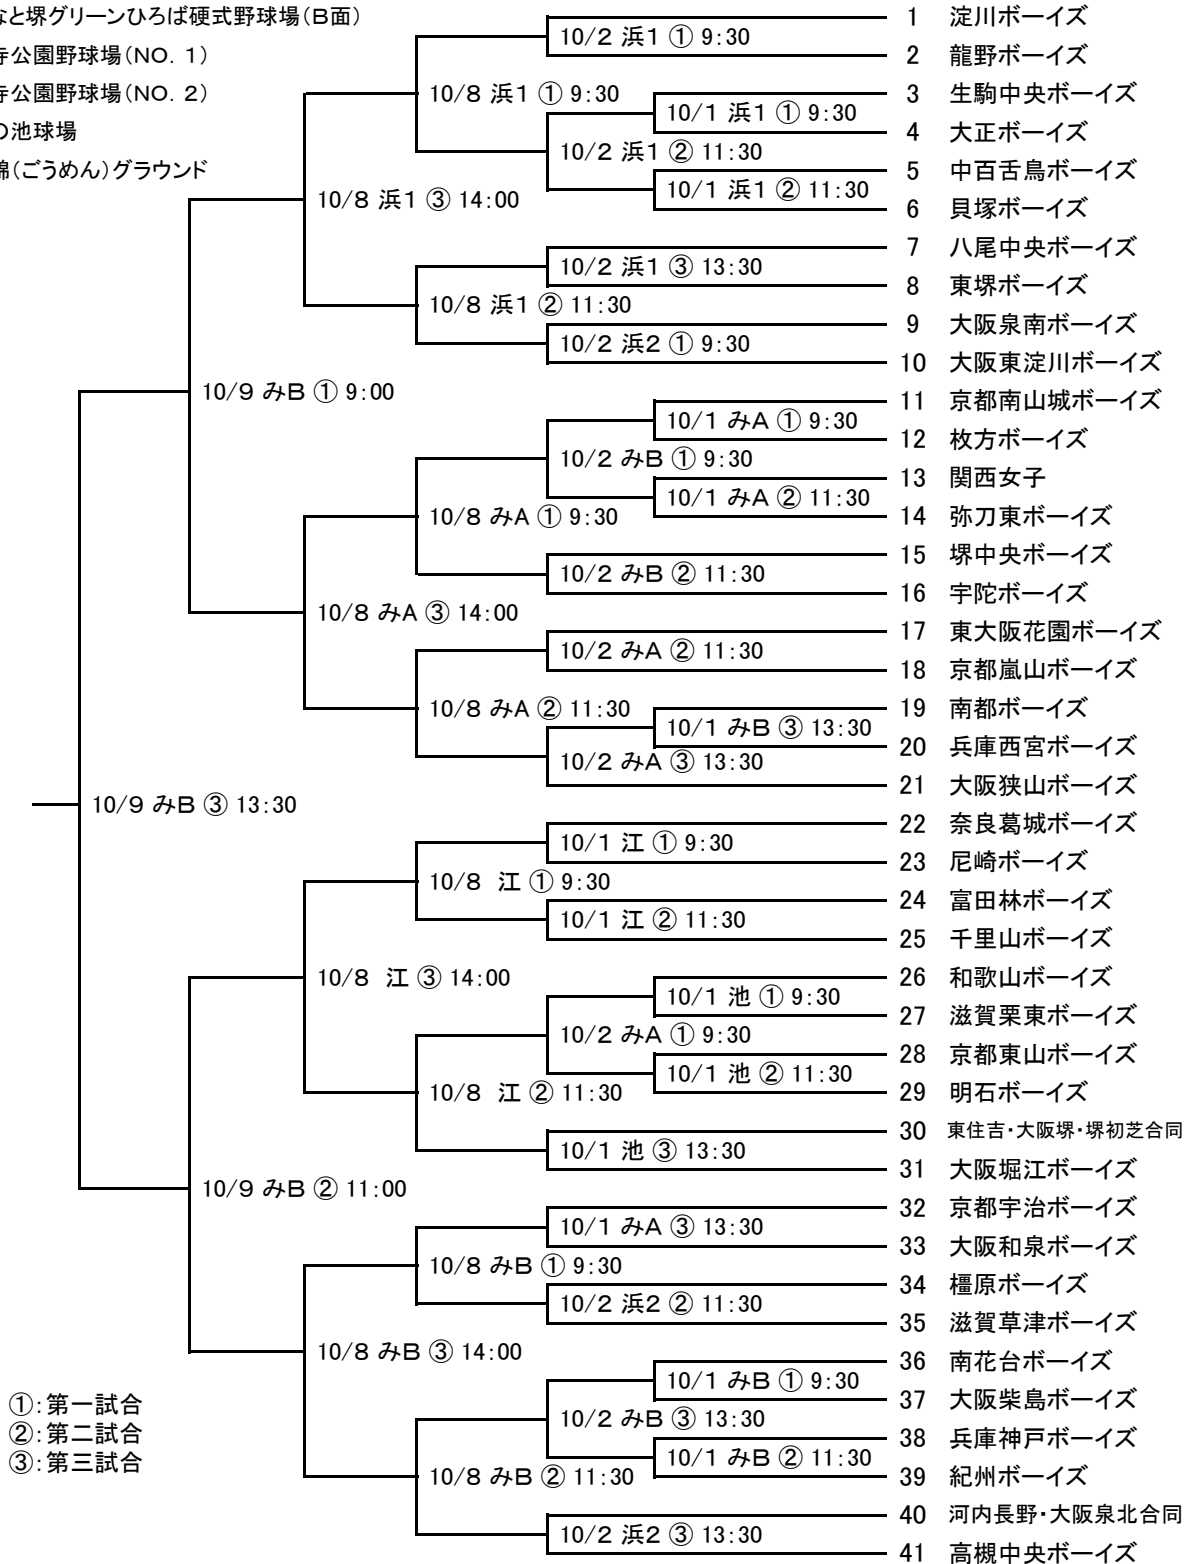 なと堺グリーンひろば硬式野球場(B面)
寺公園野球場(NO. 1)
寺公園野球場(NO. 2)
の池球場
綿(ごうめん)グラウンド
1 淀川ボーイズ
10/2 浜1 ① 9:30
2 龍野ボーイズ
10/8 浜1 ① 9:30
3 生駒中央ボーイズ
10/1 浜1 ① 9:30
4 大正ボーイズ
10/2 浜1 ② 11:30
5 中百舌鳥ボーイズ
10/1 浜1 ② 11:30
6 貝塚ボーイズ
10/8 浜1 ③ 14:00
7 八尾中央ボーイズ
10/2 浜1 ③ 13:30
8 東堺ボーイズ
10/8 浜1 ② 11:30
9 大阪泉南ボーイズ
10/2 浜2 ① 9:30
10 大阪東淀川ボーイズ
10/9 みB ① 9:00
11 京都南山城ボーイズ
10/1 みA ① 9:30
12 枚方ボーイズ
10/2 みB ① 9:30
13 関西女子
10/1 みA ② 11:30
14 弥刀東ボーイズ
10/8 みA ① 9:30
15 堺中央ボーイズ
10/2 みB ② 11:30
16 宇陀ボーイズ
10/8 みA ③ 14:00
17 東大阪花園ボーイズ
10/2 みA ② 11:30
18 京都嵐山ボーイズ
10/8 みA ② 11:30
19 南都ボーイズ
10/1 みB ③ 13:30
20 兵庫西宮ボーイズ
10/2 みA ③ 13:30
21 大阪狭山ボーイズ
10/9 みB ③ 13:30
22 奈良葛城ボーイズ
10/1 江 ① 9:30
23 尼崎ボーイズ
10/8 江 ① 9:30
24 富田林ボーイズ
10/1 江 ② 11:30
25 千里山ボーイズ
10/8 江 ③ 14:00
26 和歌山ボーイズ
10/1 池 ① 9:30
27 滋賀栗東ボーイズ
10/2 みA ① 9:30
28 京都東山ボーイズ
10/1 池 ② 11:30
29 明石ボーイズ
10/8 江 ② 11:30
30 東住吉・大阪堺・堺初芝合同
10/1 池 ③ 13:30
31 大阪堀江ボーイズ
10/9 みB ② 11:00
32 京都宇治ボーイズ
10/1 みA ③ 13:30
33 大阪和泉ボーイズ
10/8 みB ① 9:30
34 橿原ボーイズ
10/2 浜2 ② 11:30
35 滋賀草津ボーイズ
10/8 みB ③ 14:00
36 南花台ボーイズ
10/1 みB ① 9:30
37 大阪柴島ボーイズ
10/2 みB ③ 13:30
38 兵庫神戸ボーイズ
10/1 みB ② 11:30
39 紀州ボーイズ
10/8 みB ② 11:30
40 河内長野・大阪泉北合同
10/2 浜2 ③ 13:30
41 高槻中央ボーイズ
①:第一試合
②:第二試合
③:第三試合